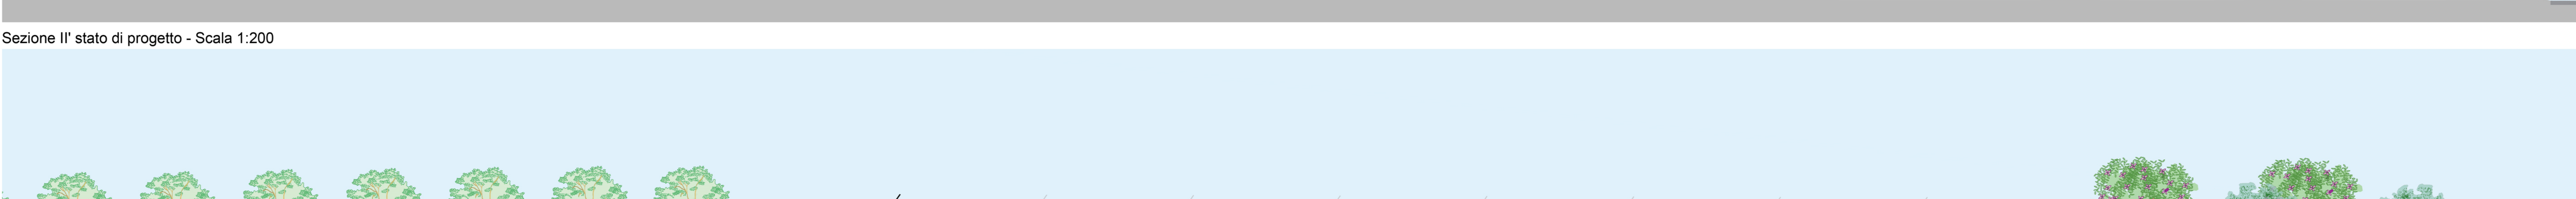 Sezione II' stato di progetto - Scala 1:200